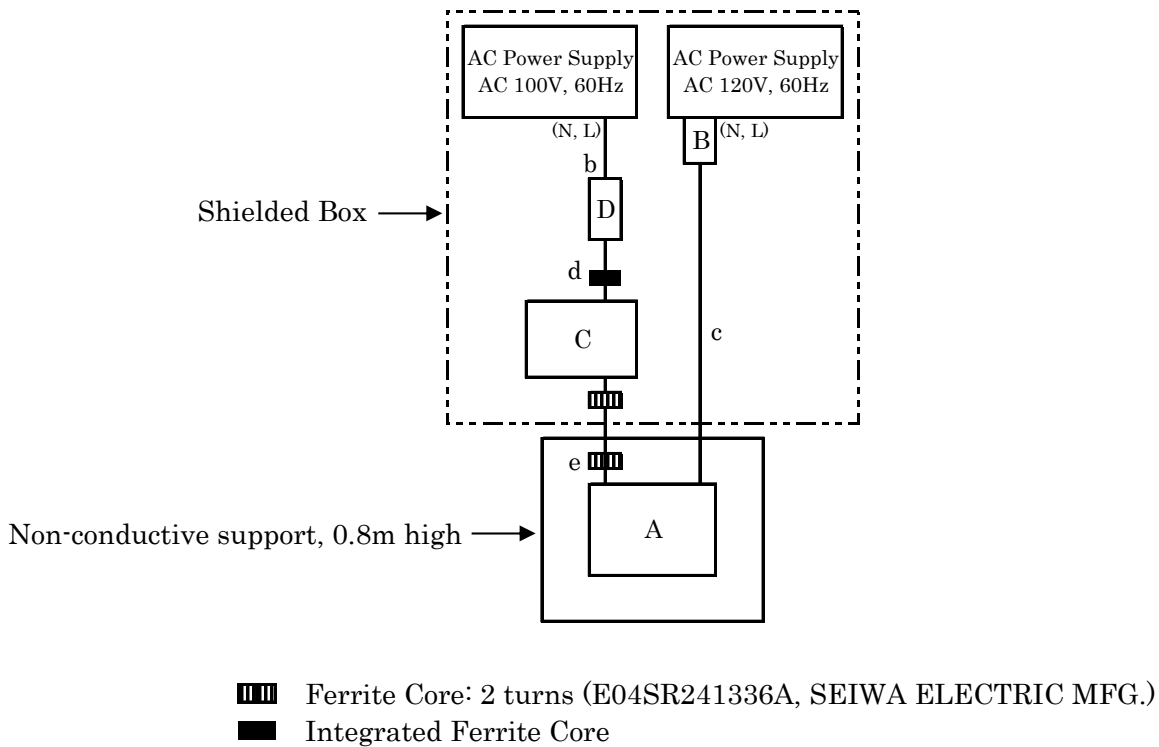 AC Power Supply
AC 100V, 60Hz
AC Power Supply
AC 120V, 60Hz
(N, L)
B
(N, L)
b
Shielded Box
D
d
C
c
e
A
Non-conductive support, 0.8m high
Ferrite Core: 2 turns (E04SR241336A, SEIWA ELECTRIC MFG.)
Integrated Ferrite Core